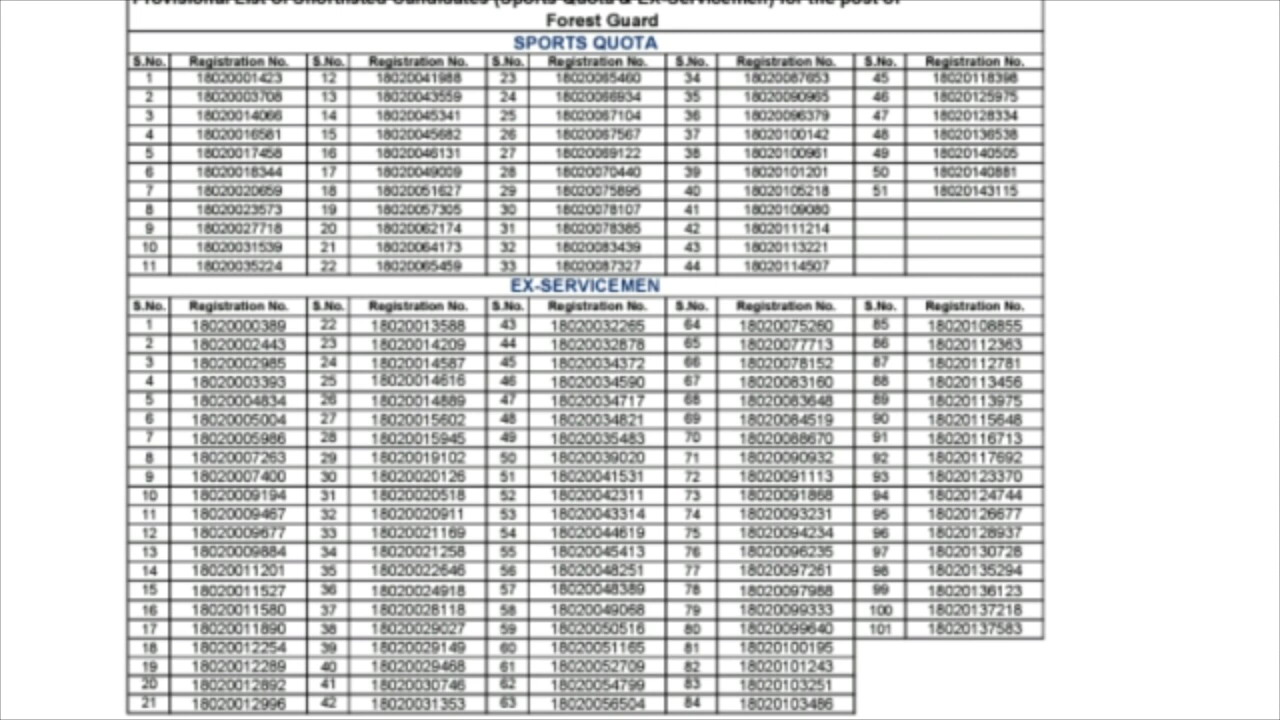 Provisional List of Shortlisted Candidates (Sports Quota & Ex-Servicemen) for the post of
Forest Guard
SPORTS QUOTA
S.No. Registration No. S.No. Registration No. S.No. Registration No. S.No. Registration No. S.No. Registration No.
1 18020001423 12 18020041988 23 18020065460 34 18020087653 45 18020118398
2 18020003708 13 18020043559 24 18020066934 35 18020090965 46 18020125975
3 18020014066 14 18020045341 25 18020067104 36 18020096379 47 18020128334
4 18020016581 15 18020045682 26 18020067567 37 18020100142 48 18020136538
5 18020017458 16 18020046131 27 18020069122 38 18020100961 49 18020140505
6 18020018344 17 18020049009 28 18020070440 39 18020101201 50 18020140881
7 18020020659 18 18020051627 29 18020075895 40 18020105218 51 18020143115
8 18020023573 19 18020057305 30 18020078107 41 18020109080
9 18020027718 20 18020062174 31 18020078385 42 18020111214
10 18020031539 21 18020064173 32 18020083439 43 18020113221
11 18020035224 22 18020065459 33 18020087327 44 18020114507
EX-SERVICEMEN
S.No. Registration No. S.No. Registration No. S.No. Registration No. S.No. Registration No. S.No. Registration No.
1 18020000389 22 18020013588 43 18020032265 64 18020075260 85 18020108855
2 18020002443 23 18020014209 44 18020032878 65 18020077713 86 18020112363
3 18020002985 24 18020014587 45 18020034372 66 18020078152 87 18020112781
4 18020003393 25 18020014616 46 18020034590 67 18020083160 88 18020113456
5 18020004834 26 18020014889 47 18020034717 68 18020083648 89 18020113975
6 18020005004 27 18020015602 48 18020034821 69 18020084519 90 18020115648
7 18020005986 28 18020015945 49 18020035483 70 18020088670 91 18020116713
8 18020007263 29 18020019102 50 18020039020 71 18020090932 92 18020117692
9 18020007400 30 18020020126 51 18020041531 72 18020091113 93 18020123370
10 18020009194 31 18020020518 52 18020042311 73 18020091868 94 18020124744
11 18020009467 32 18020020911 53 18020043314 74 18020093231 95 18020126677
12 18020009677 33 18020021169 54 18020044619 75 18020094234 96 18020128937
13 18020009884 34 18020021258 55 18020045413 76 18020096235 97 18020130728
14 18020011201 35 18020022646 56 18020048251 77 18020097261 98 18020135294
15 18020011527 36 18020024918 57 18020048389 78 18020097988 99 18020136123
16 18020011580 37 18020028118 58 18020049068 79 18020099333 100 18020137218
17 18020011890 38 18020029027 59 18020050516 80 18020099640 101 18020137583
18 18020012254 39 18020029149 60 18020051165 81 18020100195
19 18020012289 40 18020029468 61 18020052709 82 18020101243
20 18020012892 41 18020030746 62 18020054799 83 18020103251
21 18020012996 42 18020031353 63 18020056504 84 18020103486